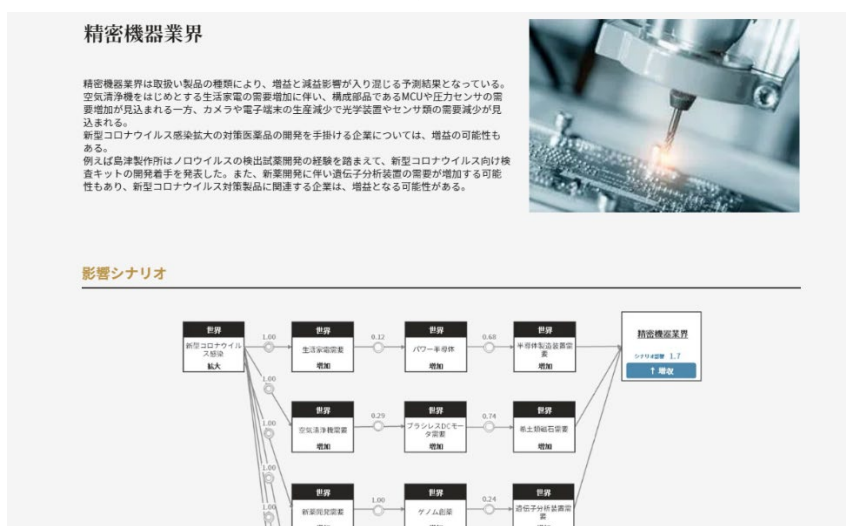 精密機器業界
精密機器業界は取扱い製品の種類により、増益と減益影響が入り混じる予測結果となっている。
空気清浄機をはじめとする生活家電の需要増加に伴い、構成部品であるMCUや圧力センサの需
要増加が見込まれる一方、カメラや電子端末の生産減少で光学装置やセンサ類の需要減少が見
込まれる。
新型コロナウイルス感染拡大の対策医薬品の開発を手掛ける企業については、増益の可能性も
ある。
例えば島津製作所はノロウイルスの検出試薬開発の経験を踏まえて、新型コロナウイルス向け検
査キットの開発着手を発表した。また、新薬開発に伴い遺伝子分析装置の需要が増加する可能
性もあり、新型コロナウイルス対策製品に関連する企業は、増益となる可能性がある。
影響シナリオ
世界
新型コロナウイル
ス感染
拡大
1.00
世界
生活家電需要
増加
0.12
世界
パワー半導体
増加
0.68
世界
半導体製造装置需
要
増加
精密機器業界
シナリオ影響 1.7
↑ 増収
1.00
世界
空気清浄機需要
増加
0.29
世界
ブラシレスDCモー
タ需要
増加
0.74
世界
希土類磁石需要
増加
1.00
1.00
1.00
世界
新薬開発需要
1.00
世界
ゲノム創薬
0.24
世界
遺伝子分析装置需
要